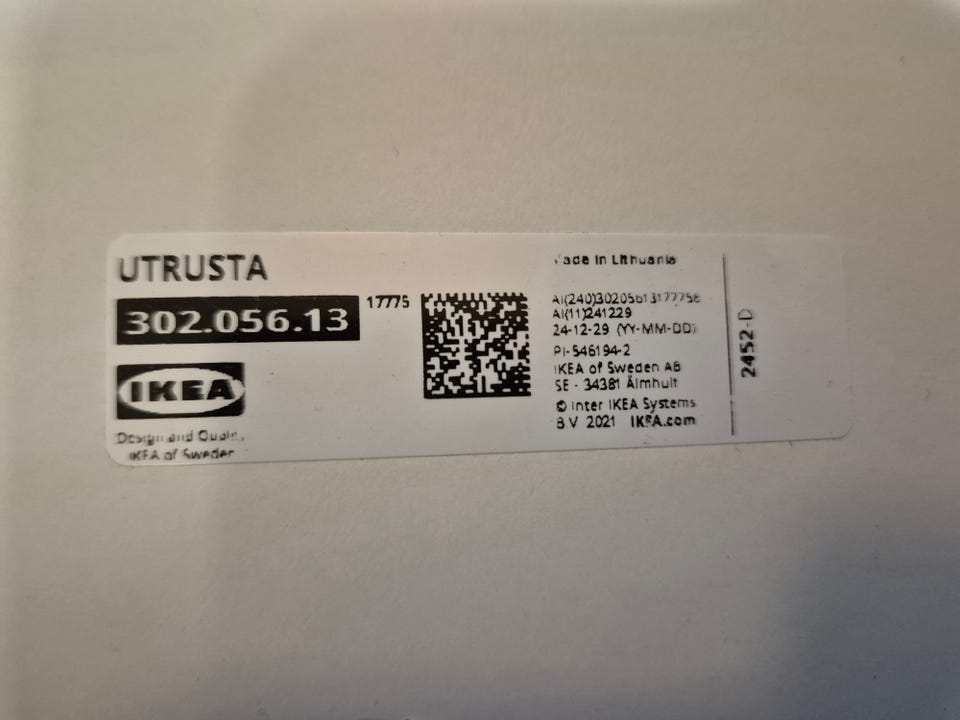 UTRUSTA
302.056.13
17775
IKEA
Design and Quality
IKEA of Sweden
Made in Lithuania
AI(240)3020561317775
AI(11)241229
24-12-29 (YY-MM-DD)
PI-546194-2
IKEA of Sweden AB
SE - 34381 Älmhult
© Inter IKEA Systems
B.V. 2021 IKEA.com
2452-D